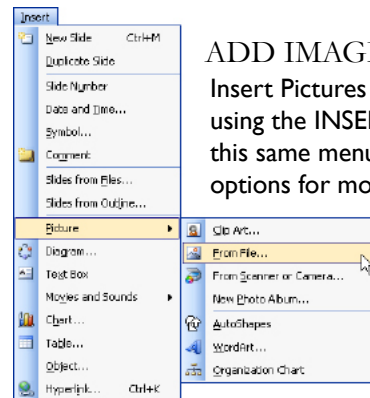 Insert
New Slide Ctrl+M
Duplicate Slide
Slide Number
Date and Time...
Symbol...
Comment
Slides from Files...
Slides from Outline...
Picture
Diagram...
Text Box
Movies and Sounds
Chart...
Table...
Object...
Hyperlink... Ctrl+K
Clip Art...
From File...
From Scanner or Camera...
New Photo Album...
AutoShapes
WordArt...
Organization Chart
ADD IMAG
Insert Pictures
using the INSE
this same menu
options for mo